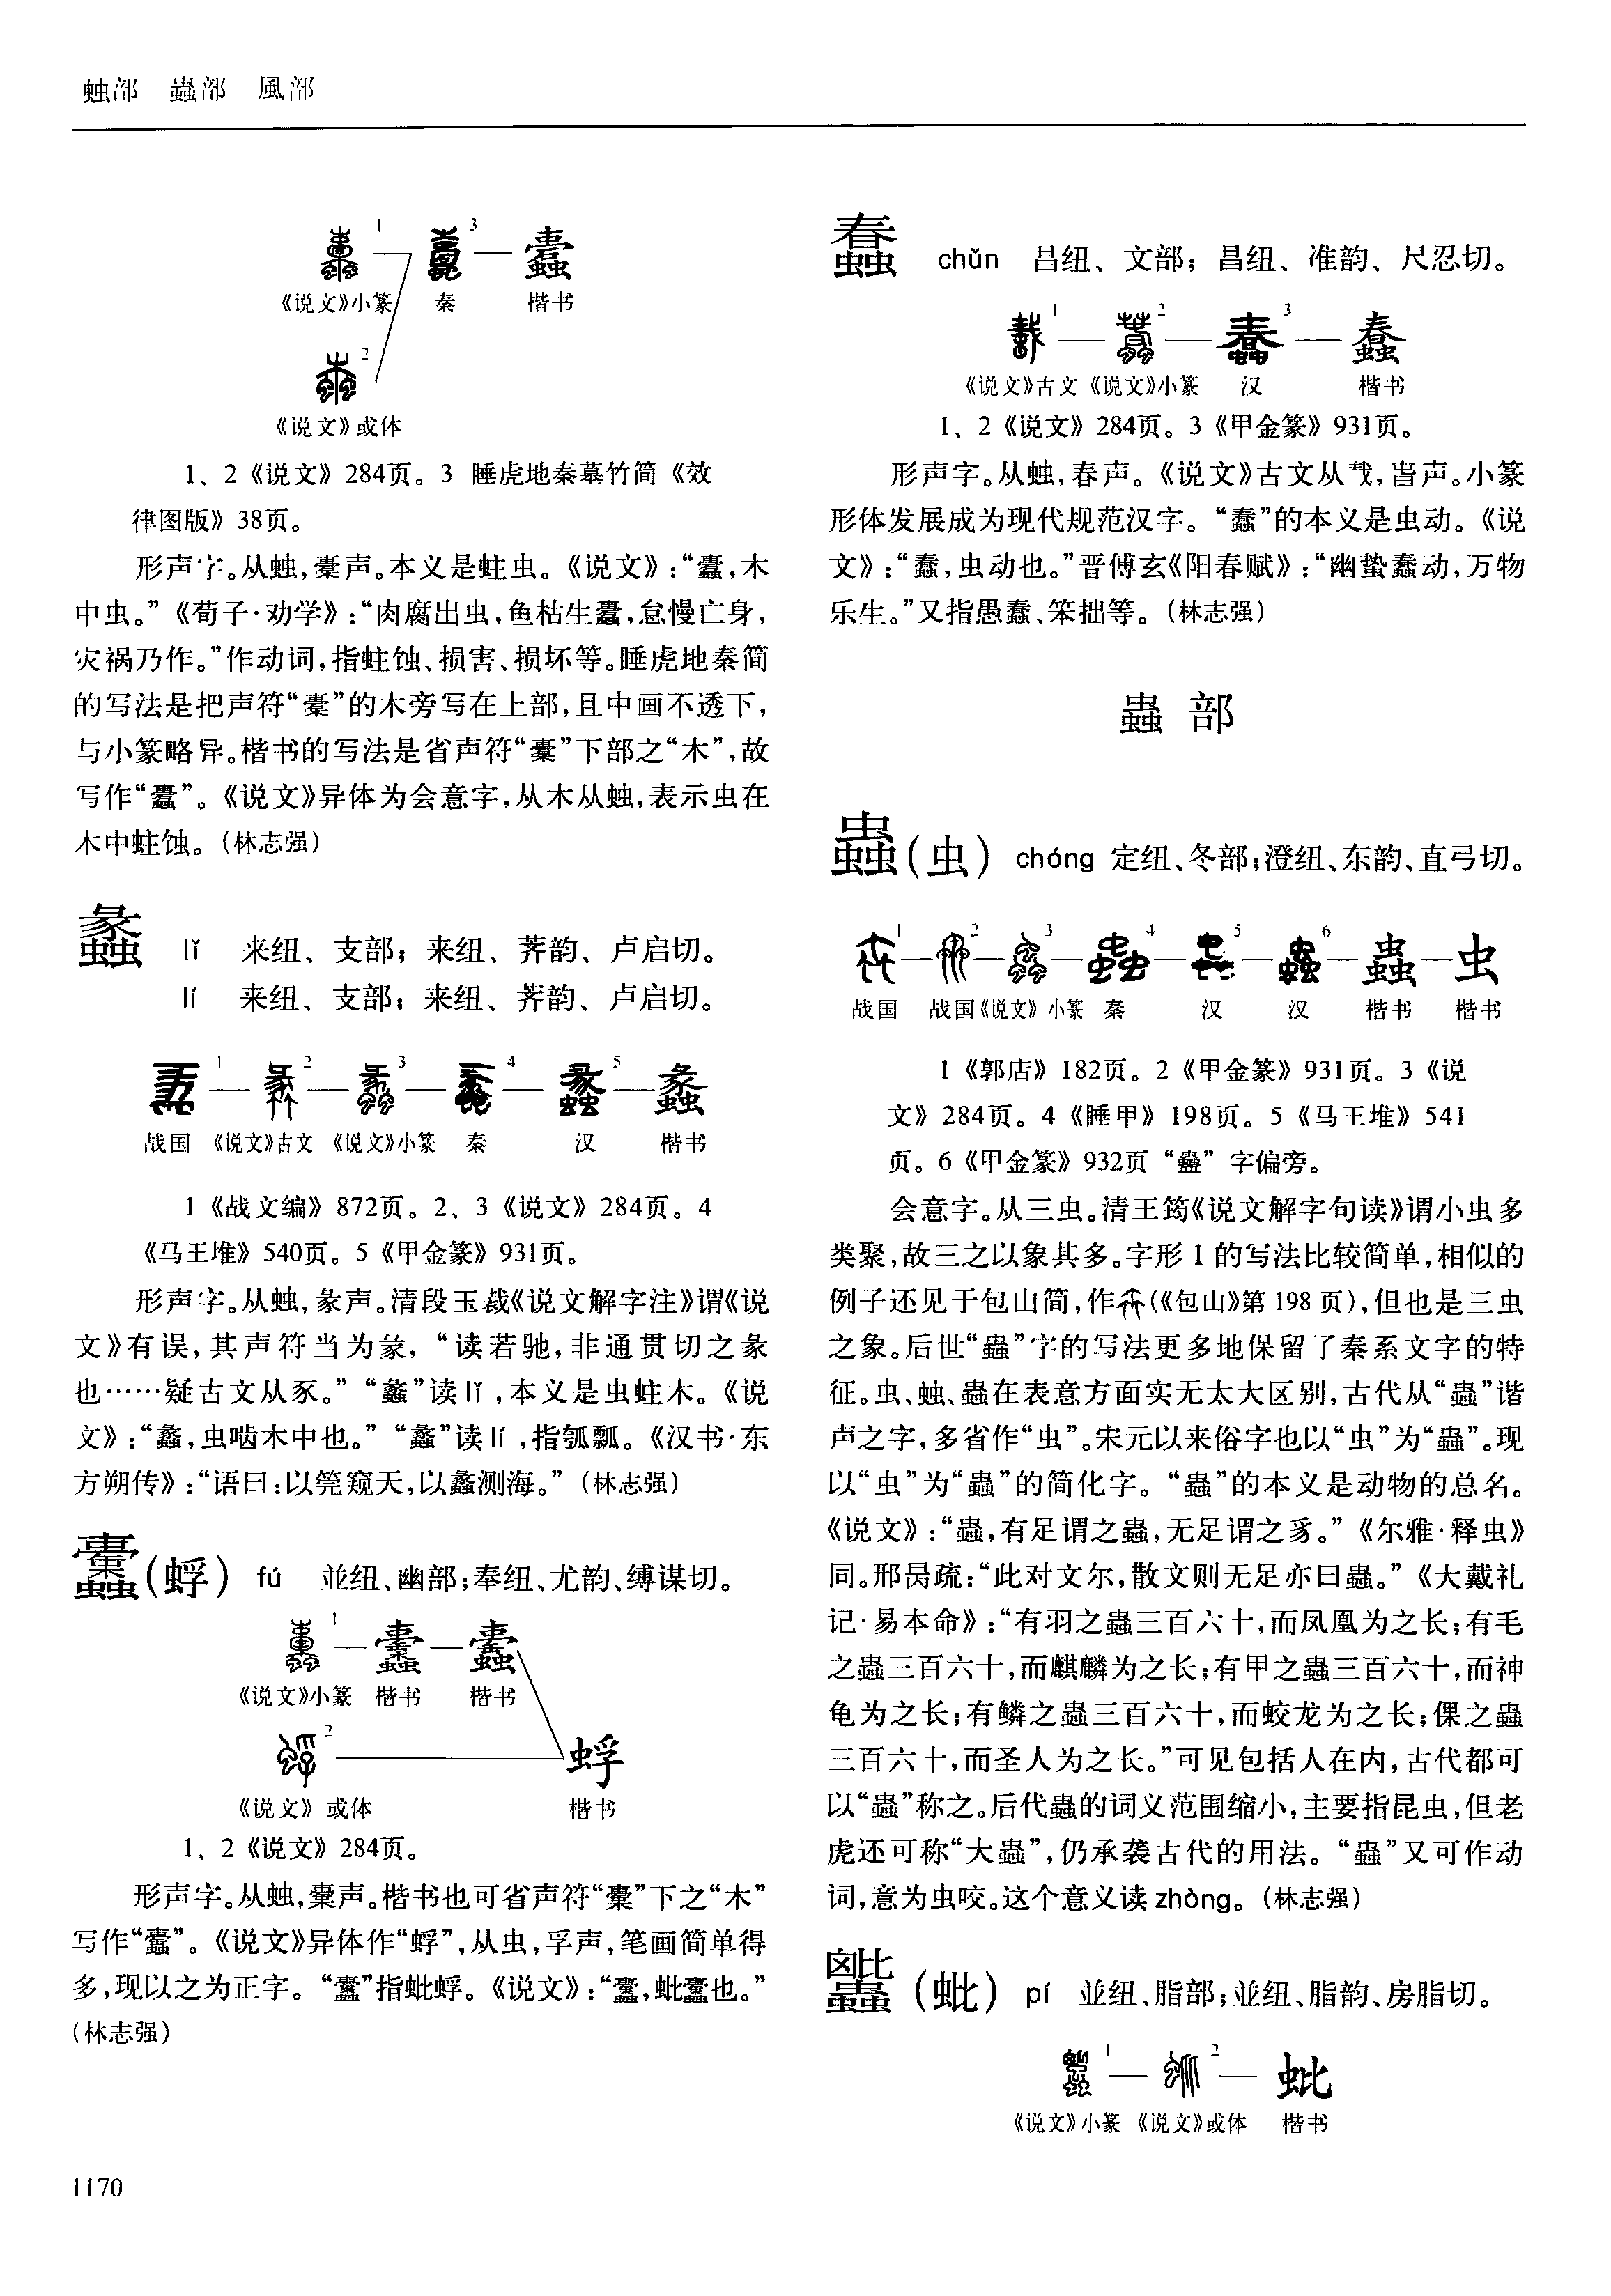 䖵部 蟲部 風部
1 3
《说文》小篆 秦 楷书
2
《说文》或体
1、2《说文》284页。3 睡虎地秦墓竹简《效
律图版》38页。
形声字。从䖵,橐声。本义是蛀虫。《说文》:“蠹,木
中虫。”《荀子·劝学》:“肉腐出虫,鱼枯生蠹,怠慢亡身,
灾祸乃作。”作动词,指蛀蚀、损害、损坏等。睡虎地秦简
的写法是把声符“橐”的木旁写在上部,且中画不透下,
与小篆略异。楷书的写法是省声符“橐”下部之“木”,故
写作“蠹”。《说文》异体为会意字,从木从䖵,表示虫在
木中蛀蚀。(林志强)
蠡 lǐ 来纽、支部;来纽、荠韵、卢启切。
lí 来纽、支部;来纽、荠韵、卢启切。
1 2 3 4 5 蠡
战国 《说文》古文 《说文》小篆 秦 汉 楷书
1《战文编》872页。2、3《说文》284页。4
《马王堆》540页。5《甲金篆》931页。
形声字。从䖵,彖声。清段玉裁《说文解字注》谓《说
文》有误,其声符当为彖,“读若弛,非通贯切之彖
也……疑古文从豕。”“蠡”读lǐ,本义是虫蛀木。《说
文》:“蠡,虫啮木中也。”“蠡”读lí,指瓠瓢。《汉书·东
方朔传》:“语曰:以筦窥天,以蠡测海。”(林志强)
(蜉) fú 並纽、幽部;奉纽、尤韵、缚谋切。
1
《说文》小篆 楷书 楷书
2 蜉
《说文》或体 楷书
1、2《说文》284页。
形声字。从䖵,橐声。楷书也可省声符“橐”下之“木”
写作“蠹”。《说文》异体作“蜉”,从虫,孚声,笔画简单得
多,现以之为正字。“蠹”指蚍蜉。《说文》:“蠹,蚍蠹也。”
(林志强)
蠢 chǔn 昌纽、文部;昌纽、准韵、尺忍切。
1 2 3 蠢
《说文》古文 《说文》小篆 汉 楷书
1、2《说文》284页。3《甲金篆》931页。
形声字。从䖵,春声。《说文》古文从𢦏,旾声。小篆
形体发展成为现代规范汉字。“蠢”的本义是虫动。《说
文》:“蠢,虫动也。”晋傅玄《阳春赋》:“幽蛰蠢动,万物
乐生。”又指愚蠢、笨拙等。(林志强)
蟲 部
蟲(虫) chóng 定纽、冬部;澄纽、东韵、直弓切。
1 2 3 4 5 6 蟲 虫
战国 战国 《说文》小篆 秦 汉 汉 楷书 楷书
1《郭店》182页。2《甲金篆》931页。3《说
文》284页。4《睡甲》198页。5《马王堆》541
页。6《甲金篆》932页“蠱”字偏旁。
会意字。从三虫。清王筠《说文解字句读》谓小虫多
类聚,故三之以象其多。字形1的写法比较简单,相似的
例子还见于包山简,作(《包山》第198页),但也是三虫
之象。后世“蟲”字的写法更多地保留了秦系文字的特
征。虫、䖵、蟲在表意方面实无太大区别,古代从“蟲”谐
声之字,多省作“虫”。宋元以来俗字也以“虫”为“蟲”。现
以“虫”为“蟲”的简化字。“蟲”的本义是动物的总名。
《说文》:“蟲,有足谓之蟲,无足谓之豸。”《尔雅·释虫》
同。邢昺疏:“此对文尔,散文则无足亦曰蟲。”《大戴礼
记·易本命》:“有羽之蟲三百六十,而凤凰为之长;有毛
之蟲三百六十,而麒麟为之长;有甲之蟲三百六十,而神
龟为之长;有鳞之蟲三百六十,而蛟龙为之长;倮之蟲
三百六十,而圣人为之长。”可见包括人在内,古代都可
以“蟲”称之。后代蟲的词义范围缩小,主要指昆虫,但老
虎还可称“大蟲”,仍承袭古代的用法。“蟲”又可作动
词,意为虫咬。这个意义读zhòng。(林志强)
(蚍) pí 並纽、脂部;並纽、脂韵、房脂切。
1 2 蚍
《说文》小篆 《说文》或体 楷书
1170